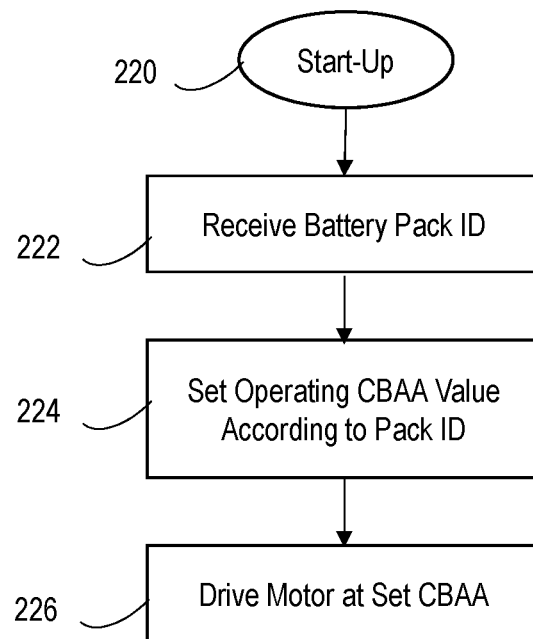 220
Start-Up
222
Receive Battery Pack ID
224
Set Operating CBAA Value
According to Pack ID
226
Drive Motor at Set CBAA